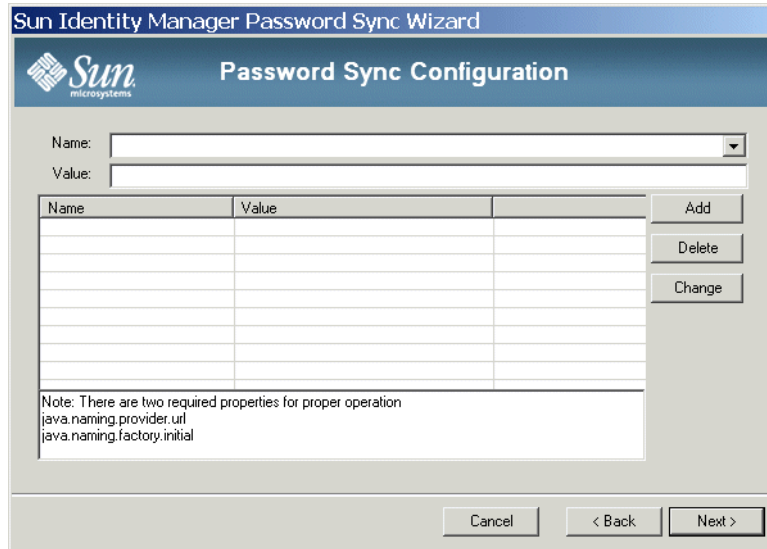 Sun Identity Manager Password Sync Wizard
Sun
microsystems
Password Sync Configuration
Name:
Value:
Name Value
Add
Delete
Change
Note: There are two required properties for proper operation
java.naming.provider.url
java.naming.factory.initial
Cancel < Back Next >